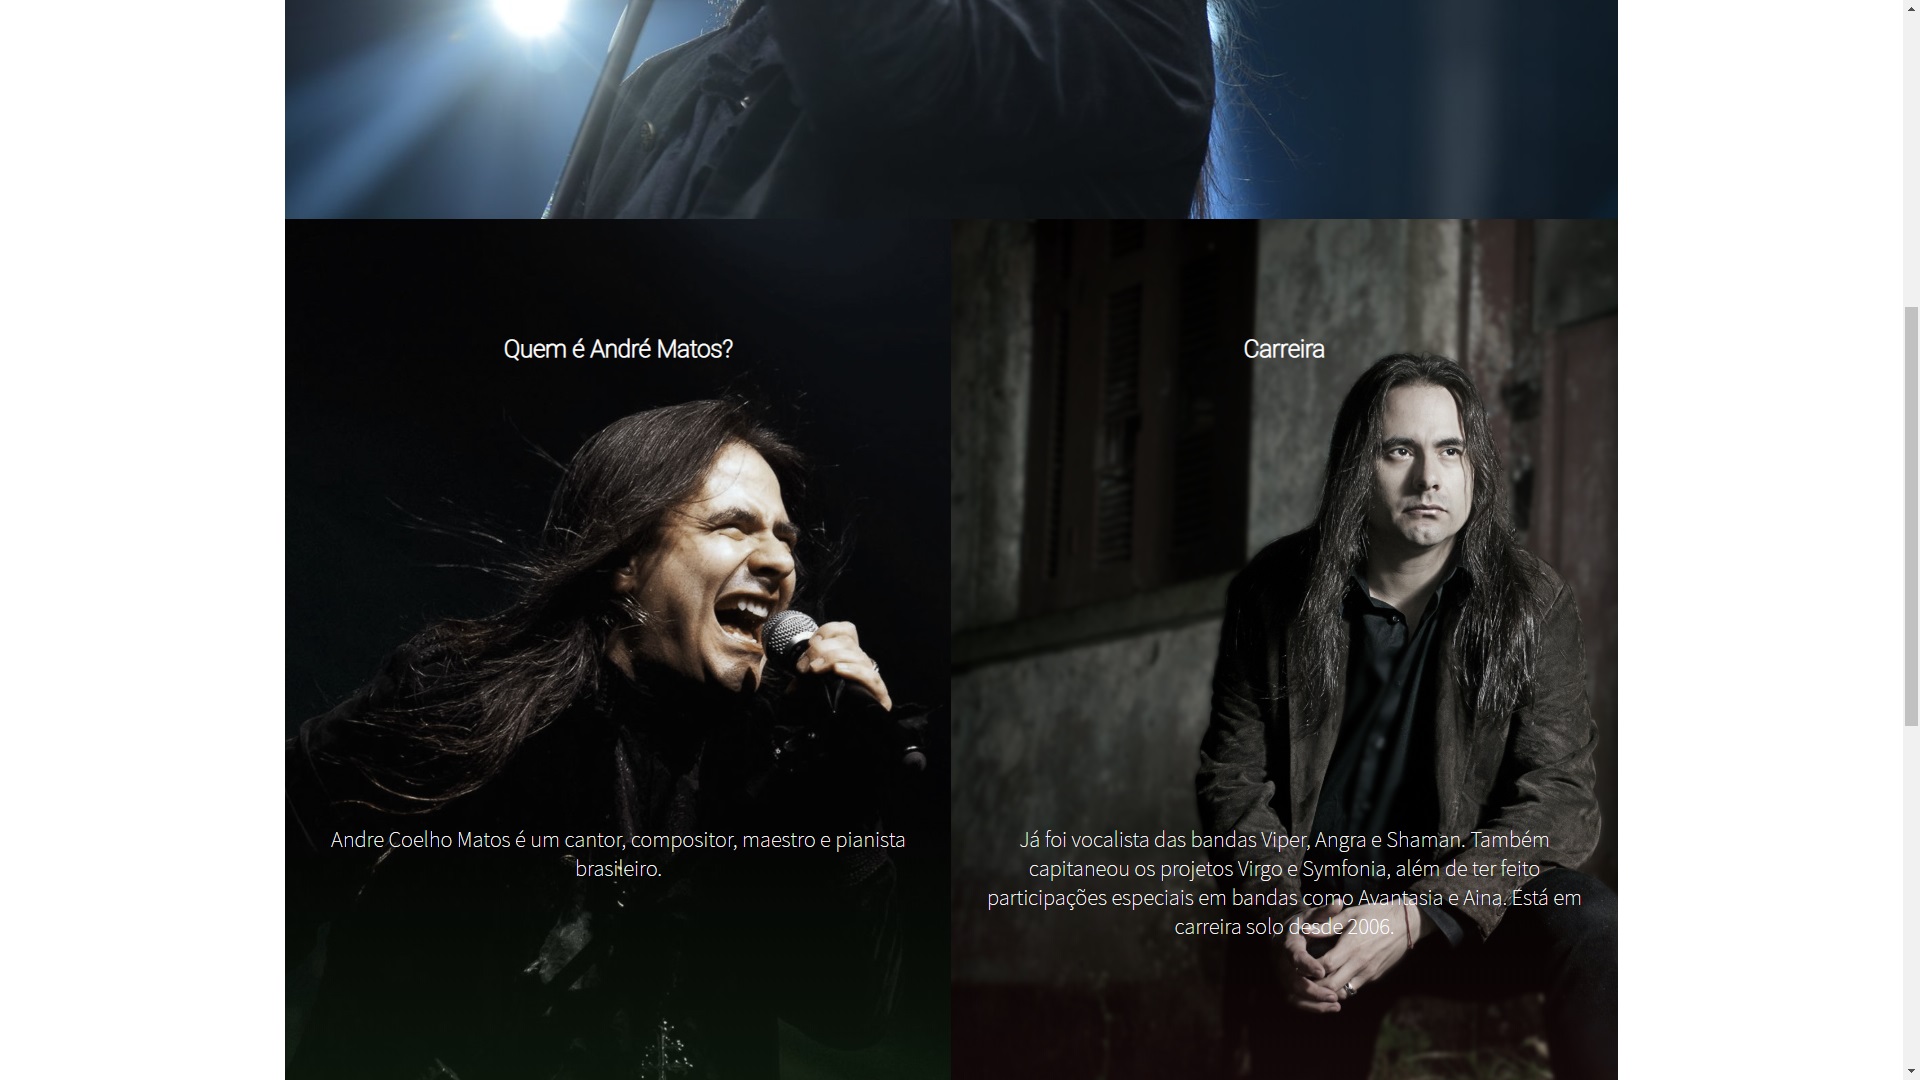 Quem é André Matos?
Andre Coelho Matos é um cantor, compositor, maestro e pianista
brasileiro.
Carreira
Já foi vocalista das bandas Viper, Angra e Shaman. Também
capitaneou os projetos Virgo e Symfonia, além de ter feito
participações especiais em bandas como Avantasia e Aina. Está em
carreira solo desde 2006.